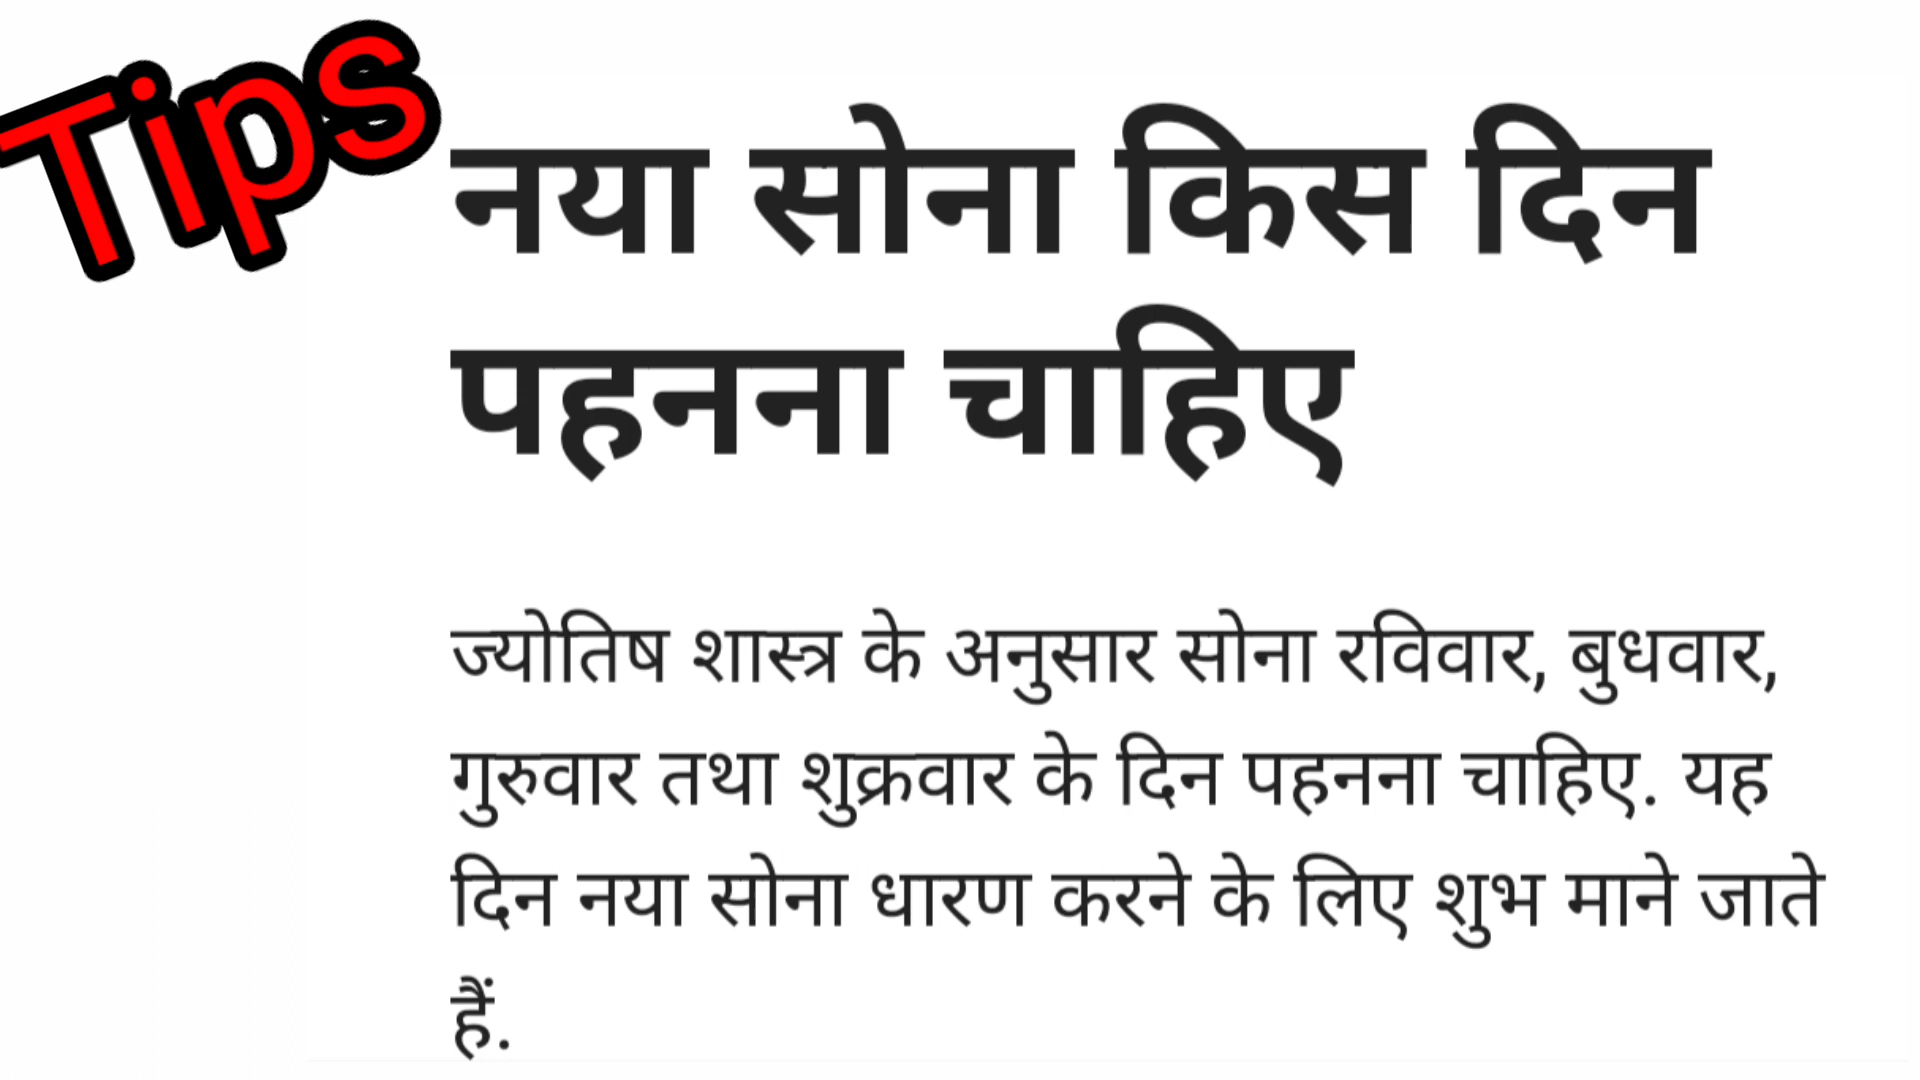 Tips
नया सोना किस दिन
पहनना चाहिए
ज्योतिष शास्त्र के अनुसार सोना रविवार, बुधवार,
गुरुवार तथा शुक्रवार के दिन पहनना चाहिए. यह
दिन नया सोना धारण करने के लिए शुभ माने जाते
हैं.